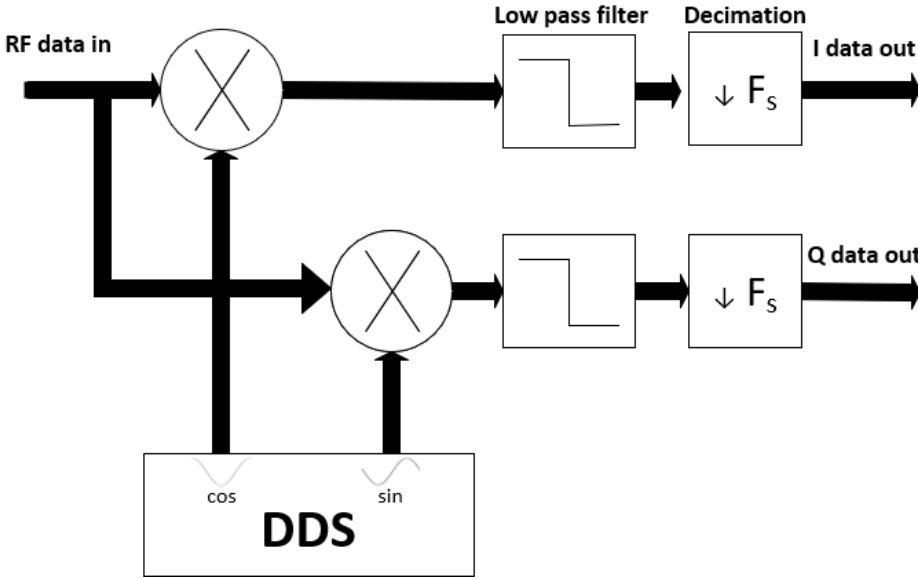 Low pass filter
Decimation
RF data in
I data out
↓ Fs
Q data out
↓ Fs
cos
sin
DDS